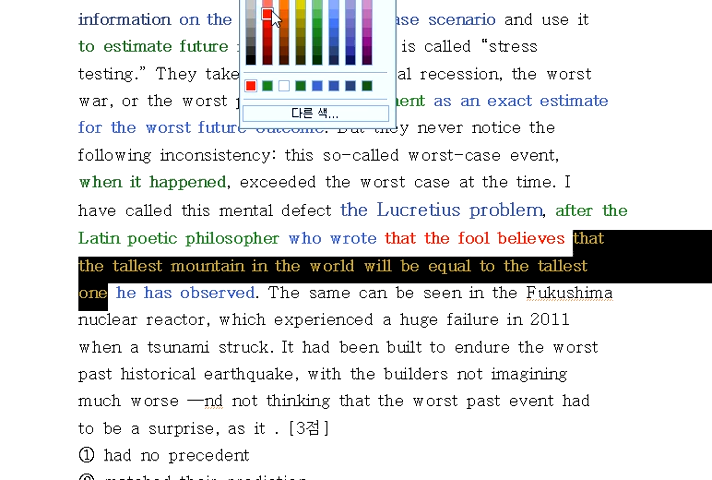 information on the ase scenario and use it
to estimate future is called “stress
testing.” They take al recession, the worst
war, or the worst ent as an exact estimate
for the worst future outcome. But they never notice the
following inconsistency: this so-called worst-case event,
when it happened, exceeded the worst case at the time. I
have called this mental defect the Lucretius problem, after the
Latin poetic philosopher who wrote that the fool believes that
the tallest mountain in the world will be equal to the tallest
one he has observed. The same can be seen in the Fukushima
nuclear reactor, which experienced a huge failure in 2011
when a tsunami struck. It had been built to endure the worst
past historical earthquake, with the builders not imagining
much worse —nd not thinking that the worst past event had
to be a surprise, as it . [3점]
① had no precedent
② matched their prediction
다른 색...